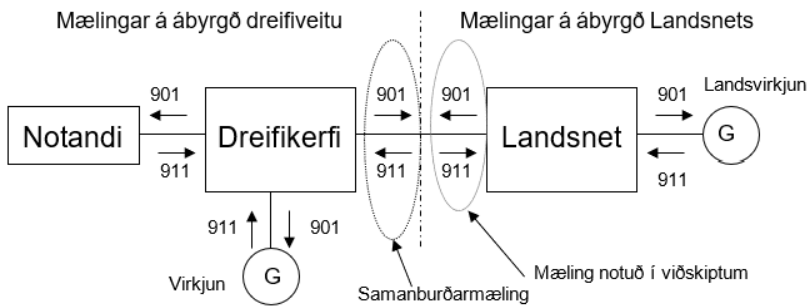 Mælingar á ábyrgð dreifiveitu
Mælingar á ábyrgð Landsnets
Landsvirkjun
901
901
901
901
Notandi
Dreifikerfi
Landsnet
G
911
911
911
911
911
901
Virkjun
G
Samanburðarmæling
Mæling notuð í viðskiptum